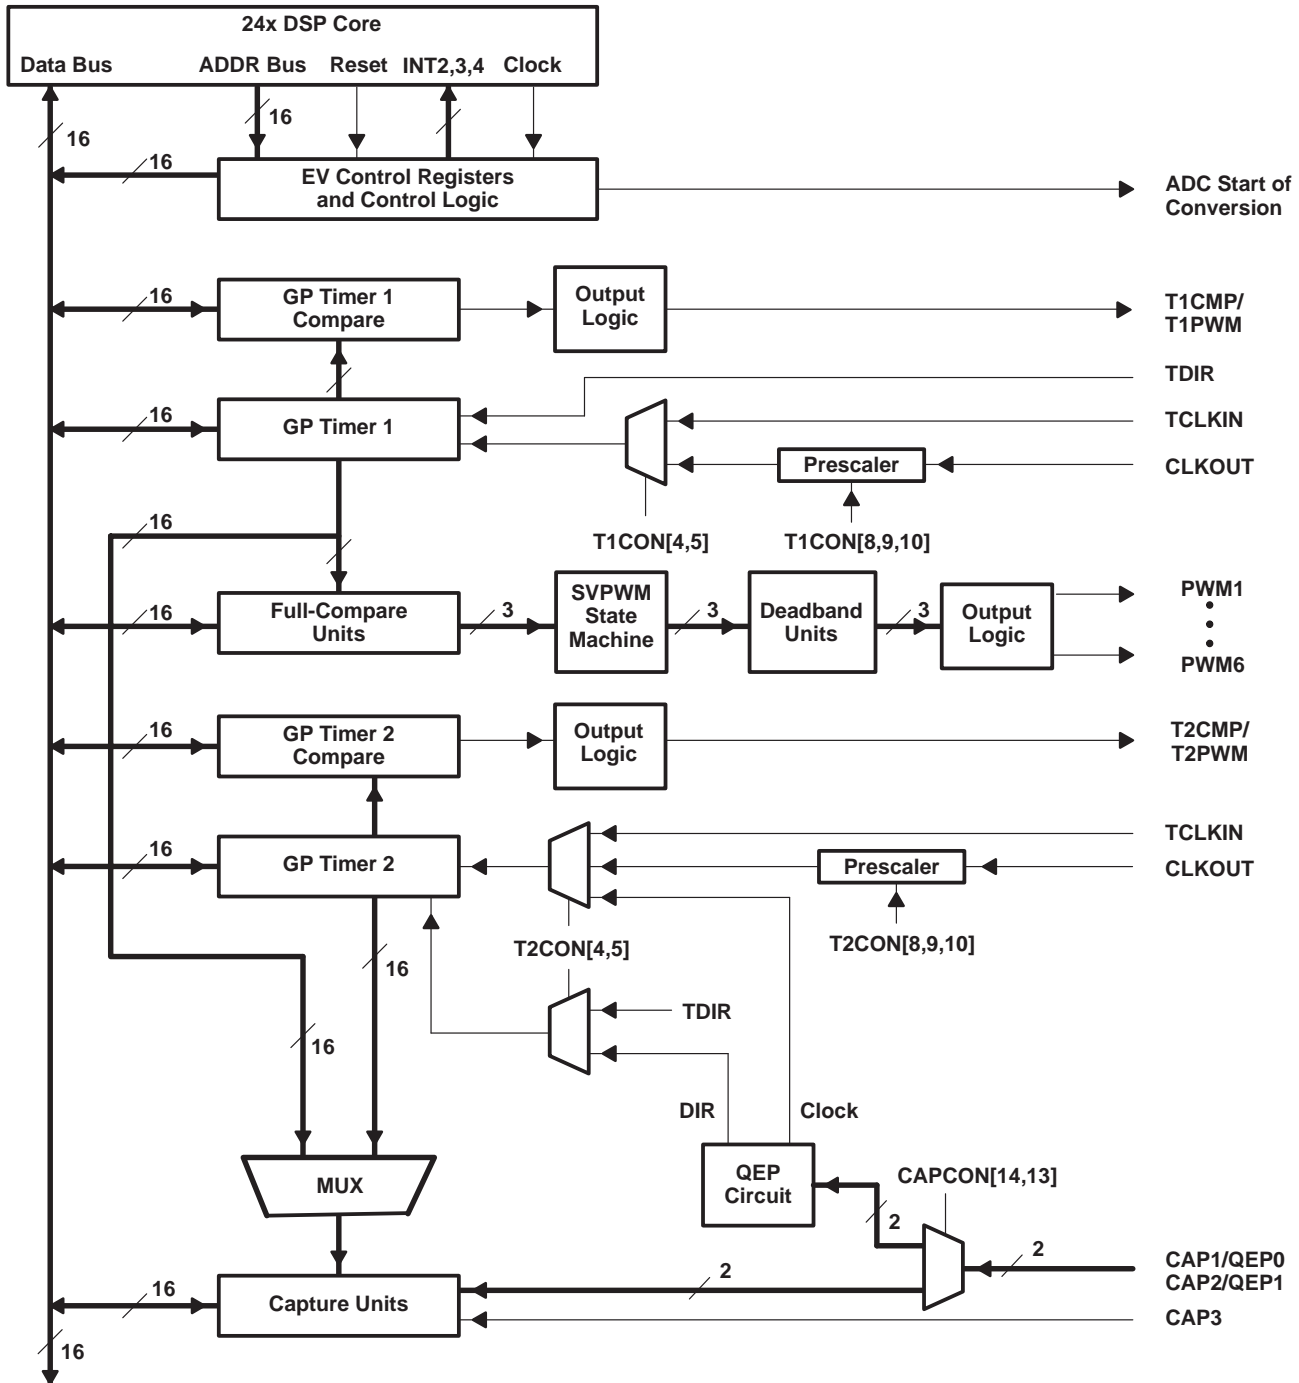 24x DSP Core
Data Bus ADDR Bus Reset INT2,3,4 Clock
16
16
16
EV Control Registers
and Control Logic
ADC Start of
Conversion
16
GP Timer 1
Compare
Output
Logic
T1CMP/
T1PWM
TDIR
16
GP Timer 1
TCLKIN
Prescaler
CLKOUT
16
T1CON[4,5]
T1CON[8,9,10]
16
Full-Compare
Units
3
SVPWM
State
Machine
3
Deadband
Units
3
Output
Logic
PWM1
PWM6
16
GP Timer 2
Compare
Output
Logic
T2CMP/
T2PWM
TCLKIN
16
GP Timer 2
Prescaler
CLKOUT
T2CON[4,5]
T2CON[8,9,10]
16
TDIR
16
DIR
Clock
MUX
QEP
Circuit
CAPCON[14,13]
2
2
CAP1/QEP0
CAP2/QEP1
16
Capture Units
2
CAP3
16